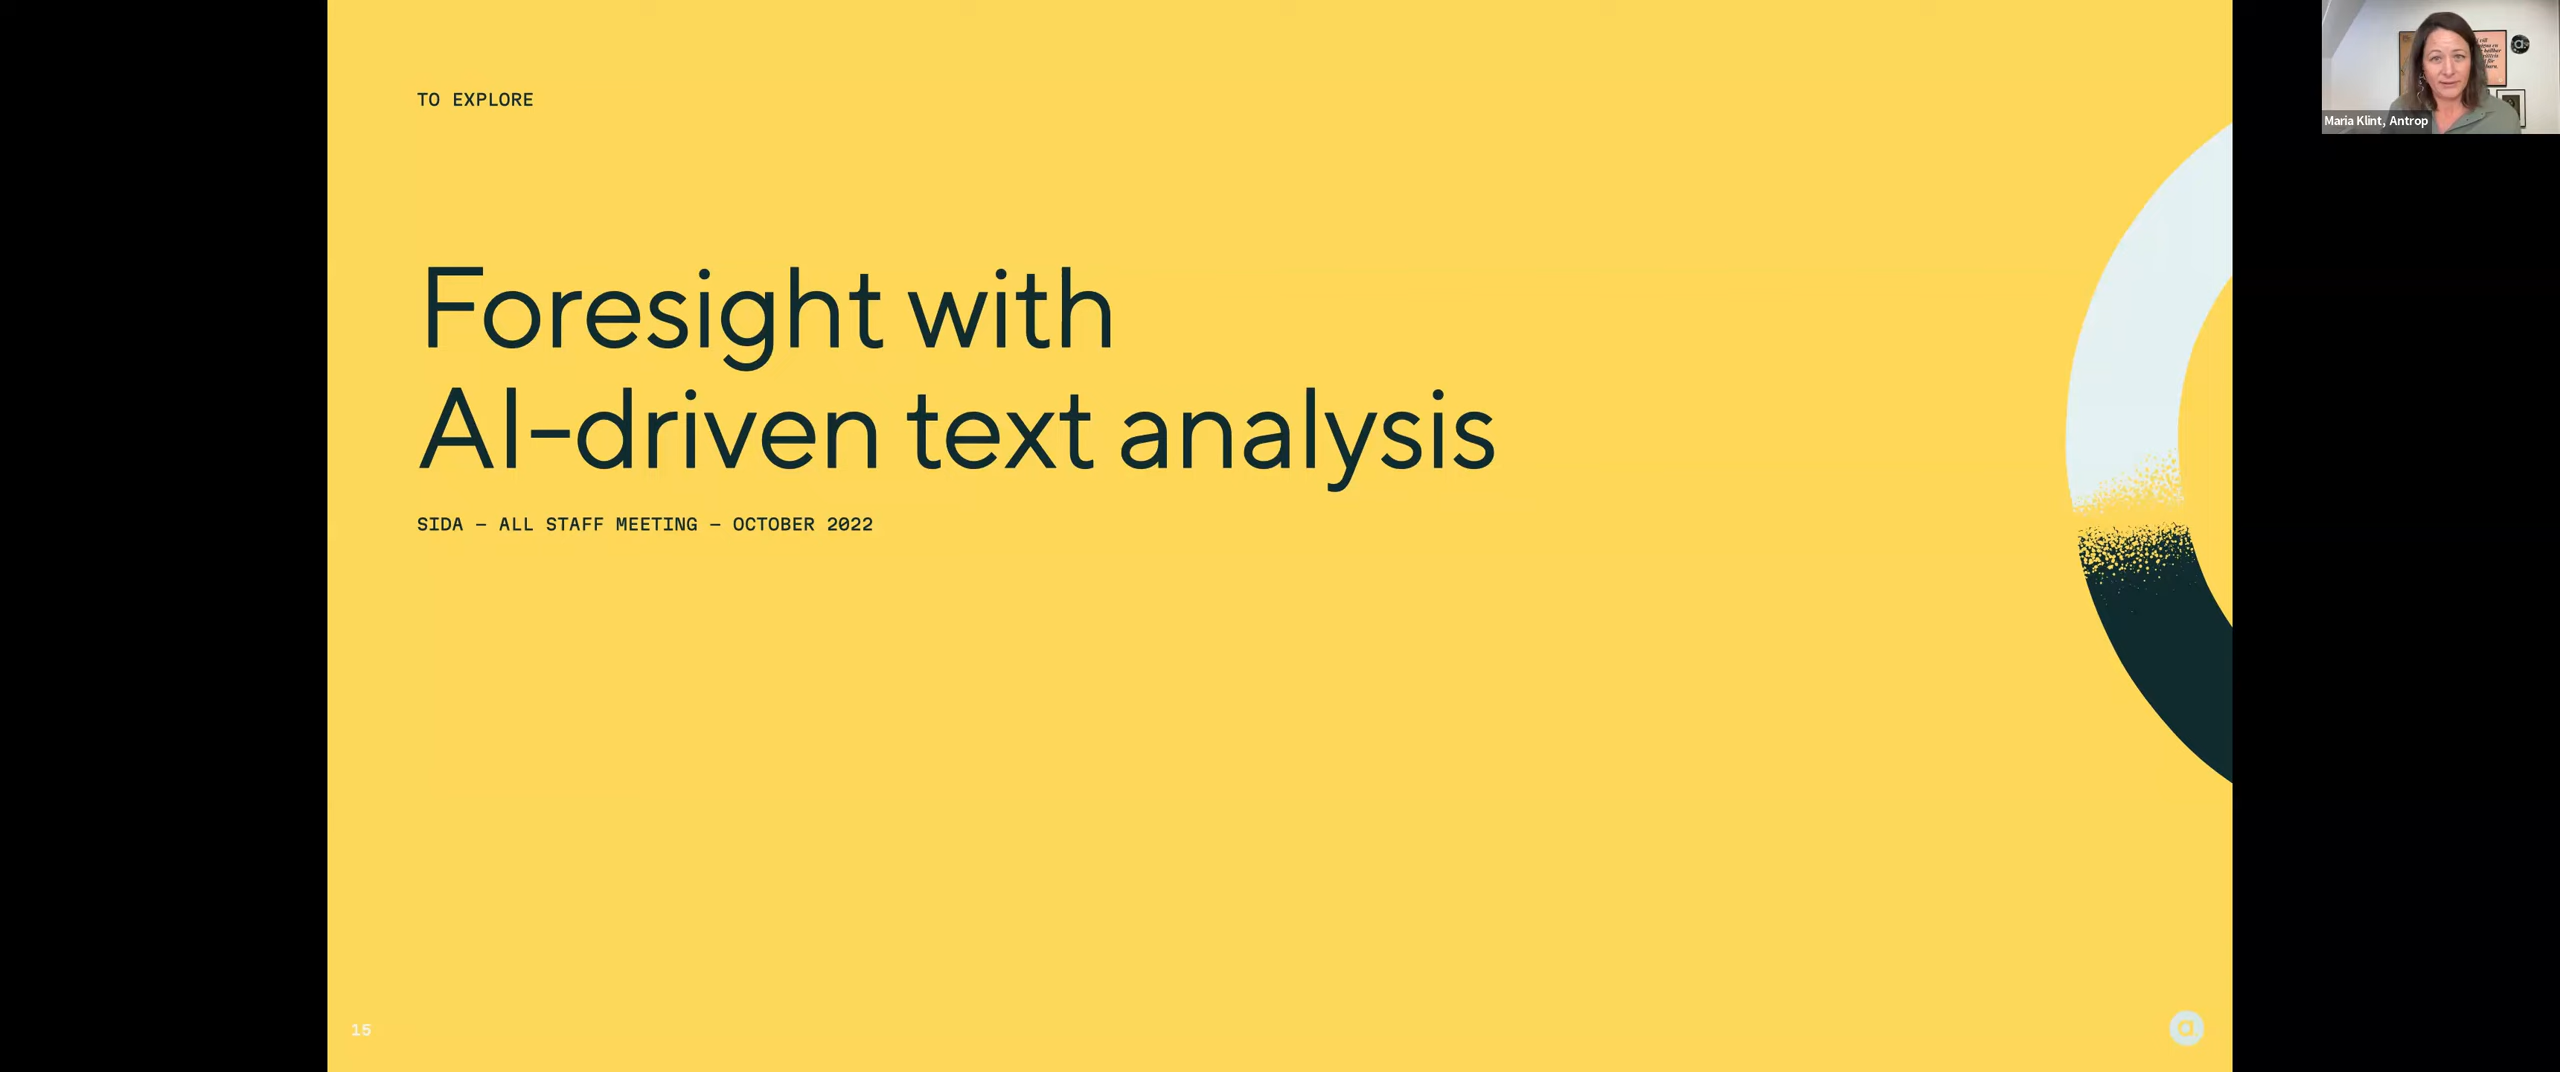 TO EXPLORE
Foresight with
AI-driven text analysis
SIDA – ALL STAFF MEETING – OCTOBER 2022
15
a
Maria Klint, Antrop